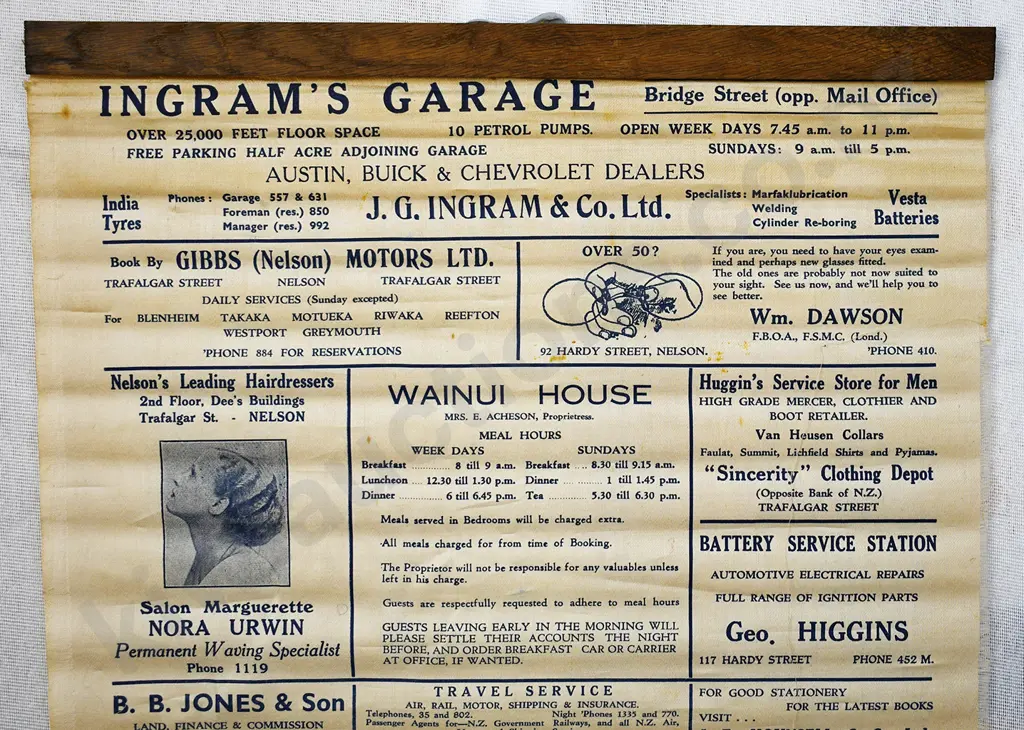 INGRAM'S GARAGE
Bridge Street (opp. Mail Office)
OVER 25,000 FEET FLOOR SPACE 10 PETROL PUMPS. OPEN WEEK DAYS 7.45 a.m. to 11 p.m.
FREE PARKING HALF ACRE ADJOINING GARAGE SUNDAYS: 9 a.m. till 5 p.m.
AUSTIN, BUICK & CHEVROLET DEALERS
India
Tyres
Phones: Garage 557 & 631
Foreman (res.) 850
Manager (res.) 992
J. G. INGRAM & Co. Ltd.
Specialists: Marfaklubrication
Welding
Cylinder Re-boring
Vesta
Batteries
Book By GIBBS (Nelson) MOTORS LTD.
TRAFALGAR STREET NELSON TRAFALGAR STREET
DAILY SERVICES (Sunday excepted)
For BLENHEIM TAKAKA MOTUEKA RIWAKA REEFTON
WESTPORT GREYMOUTH
'PHONE 884 FOR RESERVATIONS
OVER 50?
92 HARDY STREET, NELSON.
If you are, you need to have your eyes exam-
ined and perhaps new glasses fitted.
The old ones are probably not now suited to
your sight. See us now, and we'll help you to
see better.
Wm. DAWSON
F.B.O.A., F.S.M.C. (Lond.)
'PHONE 410.
Nelson's Leading Hairdressers
2nd Floor, Dee's Buildings
Trafalgar St. - NELSON
Salon Marguerette
NORA URWIN
Permanent Waving Specialist
Phone 1119
WAINUI HOUSE
MRS. E. ACHESON, Proprietress.
MEAL HOURS
WEEK DAYS SUNDAYS
Breakfast ............ 8 till 9 a.m. Breakfast .. 8.30 till 9.15 a.m.
Luncheon .... 12.30 till 1.30 p.m. Dinner ........... 1 till 1.45 p.m.
Dinner ............ 6 till 6.45 p.m. Tea ....... 5.30 till 6.30 p.m.
Meals served in Bedrooms will be charged extra.
All meals charged for from time of Booking.
The Proprietor will not be responsible for any valuables unless
left in his charge.
Guests are respectfully requested to adhere to meal hours
GUESTS LEAVING EARLY IN THE MORNING WILL
PLEASE SETTLE THEIR ACCOUNTS THE NIGHT
BEFORE, AND ORDER BREAKFAST CAR OR CARRIER
AT OFFICE, IF WANTED.
Huggin's Service Store for Men
HIGH GRADE MERCER, CLOTHIER AND
BOOT RETAILER.
Van Heusen Collars
Faulat, Summit, Lichfield Shirts and Pyjamas.
"Sincerity" Clothing Depot
(Opposite Bank of N.Z.)
TRAFALGAR STREET
BATTERY SERVICE STATION
AUTOMOTIVE ELECTRICAL REPAIRS
FULL RANGE OF IGNITION PARTS
Geo. HIGGINS
117 HARDY STREET PHONE 452 M.
B. B. JONES & Son
LAND, FINANCE & COMMISSION
TRAVEL SERVICE
AIR, RAIL, MOTOR, SHIPPING & INSURANCE.
Telephones, 35 and 802. Night 'Phones 1335 and 770.
Passenger Agents for—N.Z. Government Railways, and all N.Z. Air,
FOR GOOD STATIONERY
FOR THE LATEST BOOKS
VISIT . . .